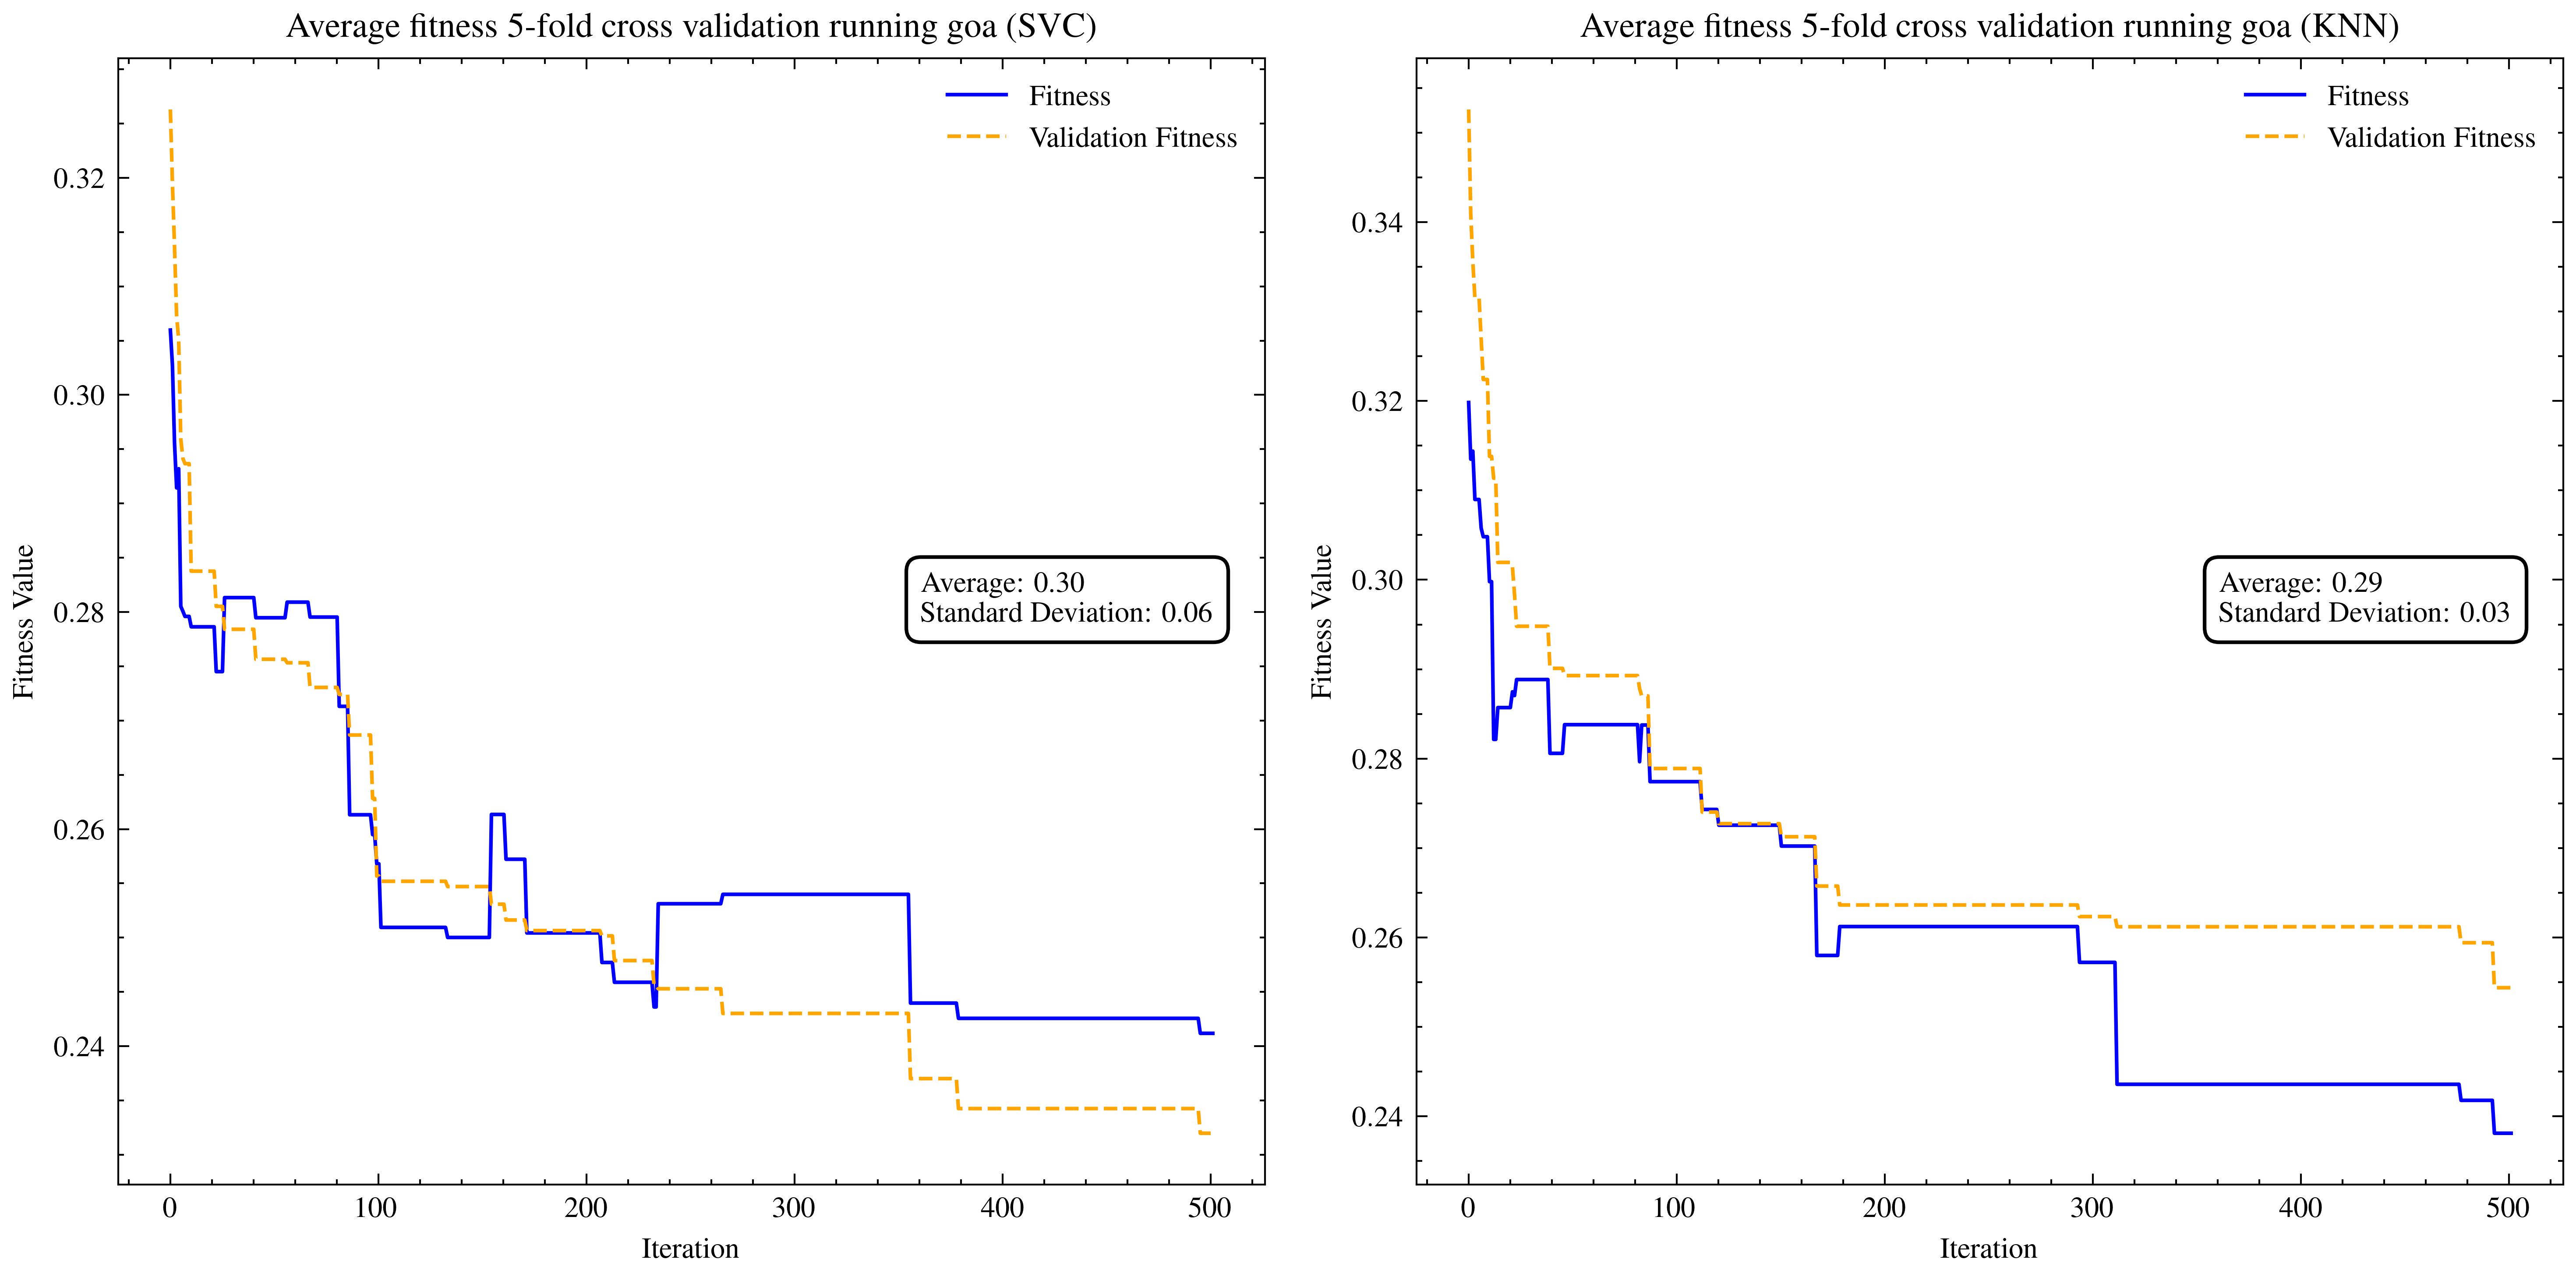 Average fitness 5-fold cross validation running goa (SVC)
Fitness
Validation Fitness
0.32
0.30
0.28
0.26
0.24
Fitness Value
Average: 0.30
Standard Deviation: 0.06
0 100 200 300 400 500
Iteration
Average fitness 5-fold cross validation running goa (KNN)
Fitness
Validation Fitness
0.34
0.32
0.30
0.28
0.26
0.24
Fitness Value
Average: 0.29
Standard Deviation: 0.03
0 100 200 300 400 500
Iteration